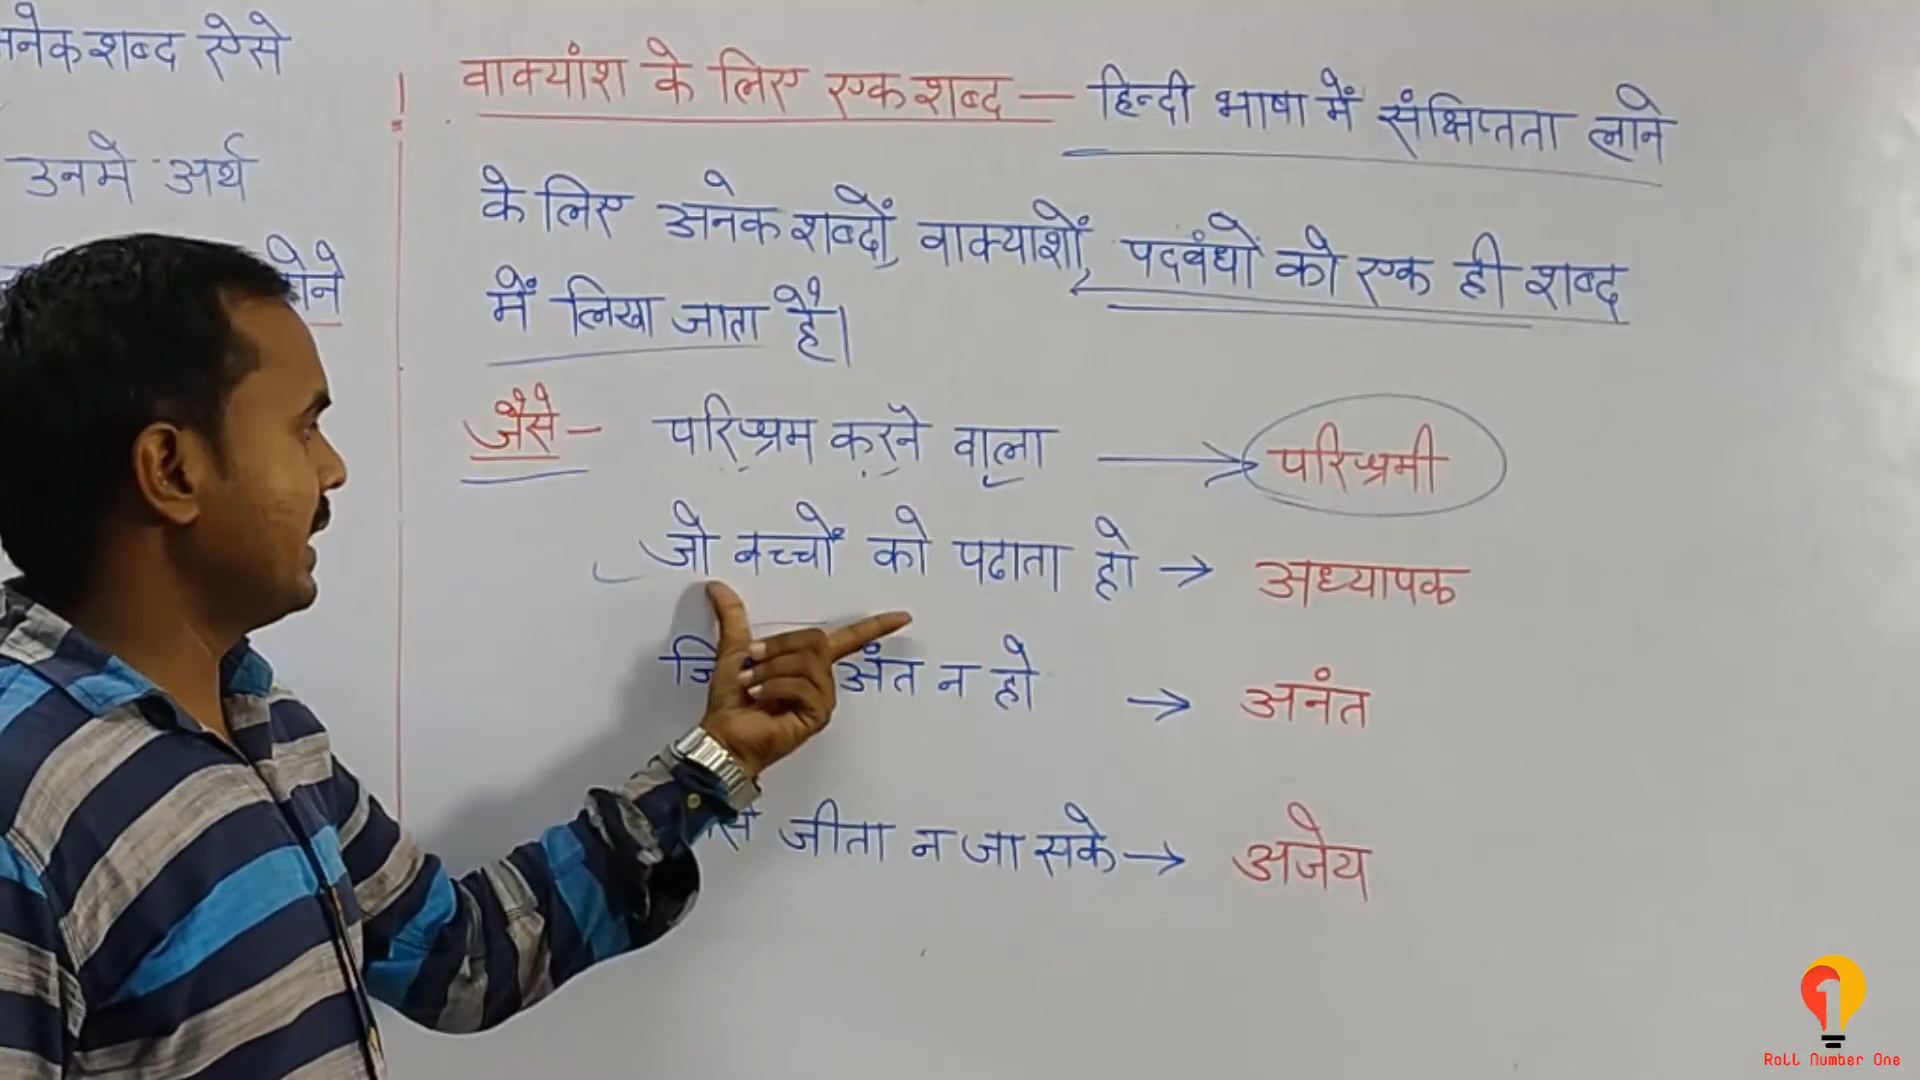 शब्द ऐसे
उनमे अर्थ
वाक्यांश के लिए एक शब्द — हिन्दी भाषा में संक्षिप्तता लाने
के लिए अनेक शब्दों, वाक्याशों, पदबंधों को एक ही शब्द
में लिखा जाता है।
जैसे – परिश्रम करने वाला → परिश्रमी
जो बच्चों को पढाता हो → अध्यापक
अंत न हो → अनंत
जीता न जा सके → अजेय
1
Roll Number One